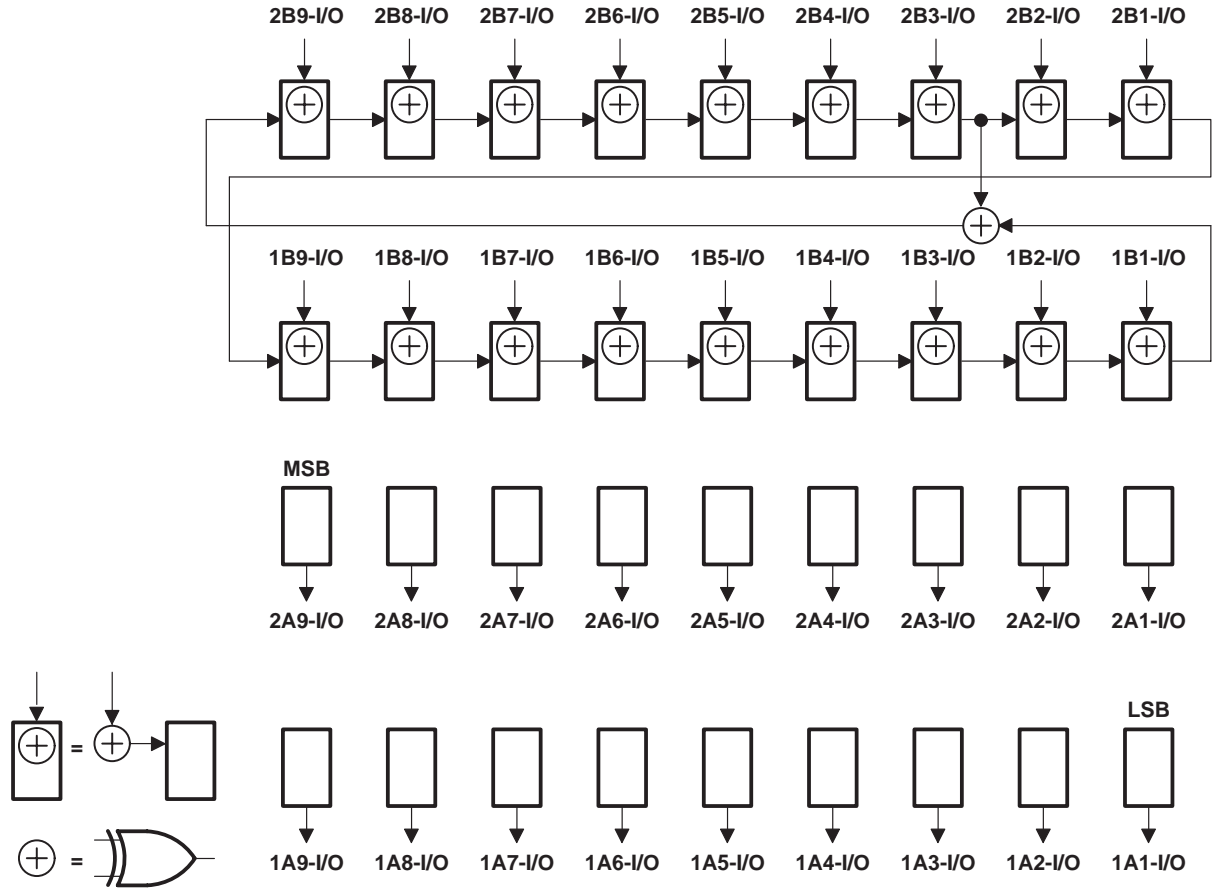 2B9-I/O 2B8-I/O 2B7-I/O 2B6-I/O 2B5-I/O 2B4-I/O 2B3-I/O 2B2-I/O 2B1-I/O
1B9-I/O 1B8-I/O 1B7-I/O 1B6-I/O 1B5-I/O 1B4-I/O 1B3-I/O 1B2-I/O 1B1-I/O
MSB
2A9-I/O 2A8-I/O 2A7-I/O 2A6-I/O 2A5-I/O 2A4-I/O 2A3-I/O 2A2-I/O 2A1-I/O
LSB
=
=
1A9-I/O 1A8-I/O 1A7-I/O 1A6-I/O 1A5-I/O 1A4-I/O 1A3-I/O 1A2-I/O 1A1-I/O